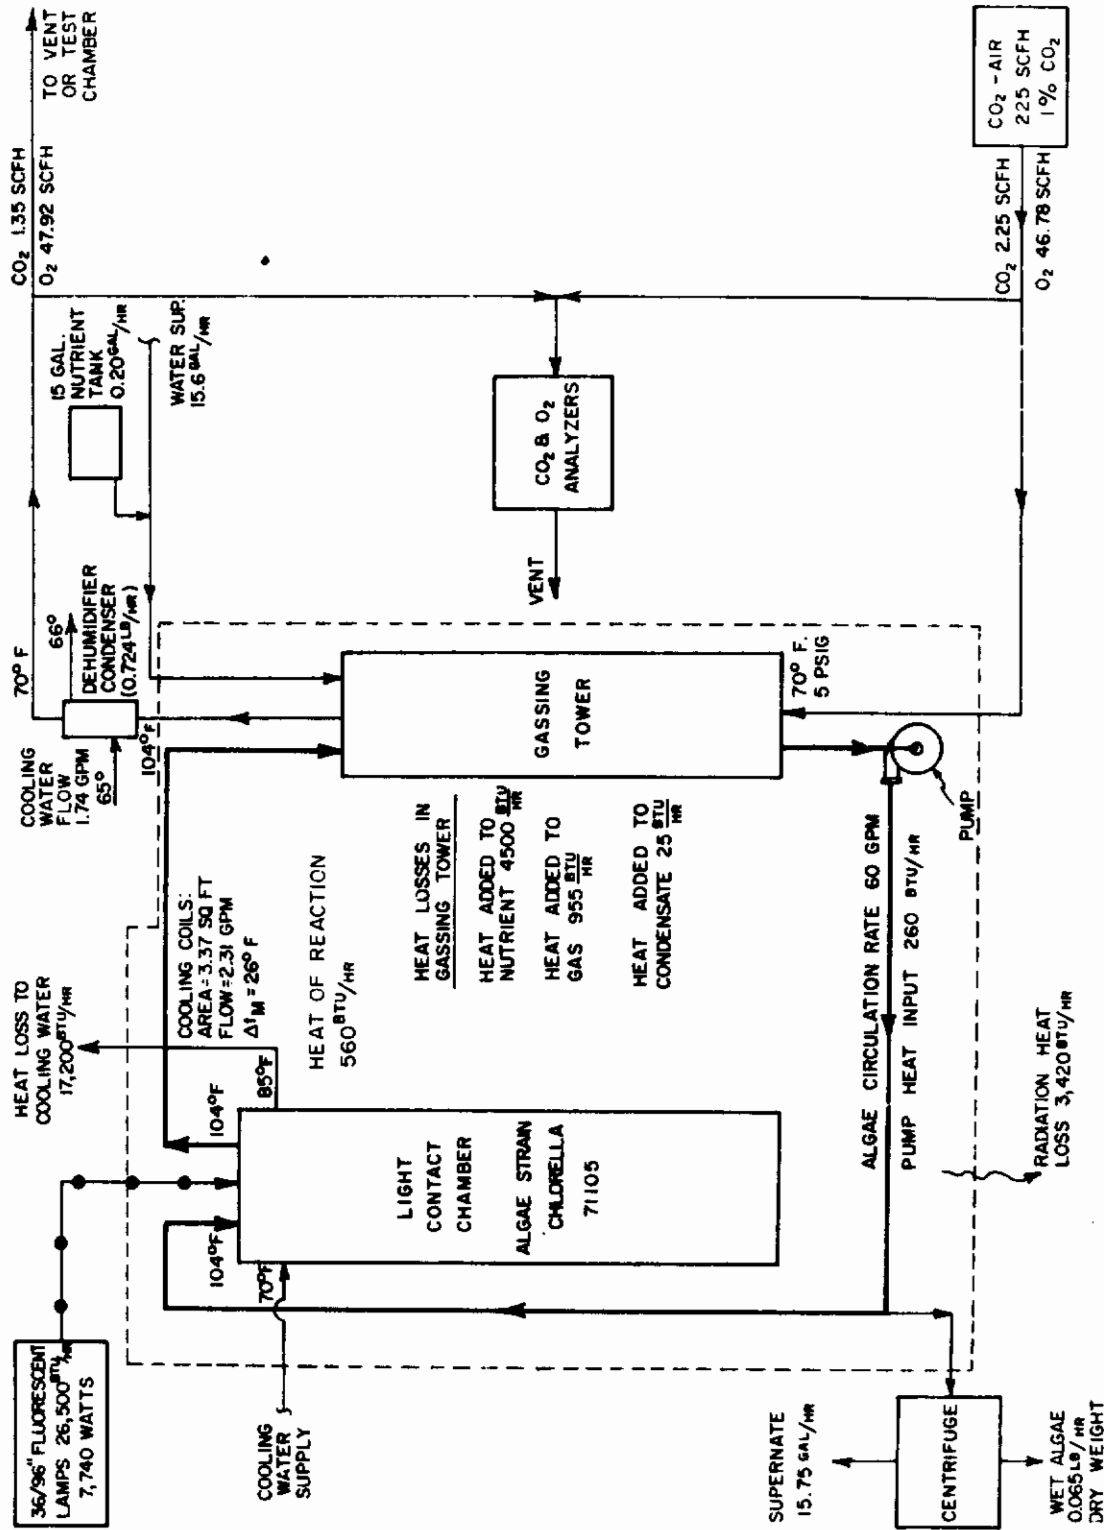 36/96" FLUORESCENT
LAMPS 26,500 BTU/HR
7,740 WATTS
HEAT LOSS TO
COOLING WATER
17,200 BTU/HR
COOLING COILS:
AREA=3.37 SQ FT
FLOW=2.31 GPM
ΔtM = 26° F
104°F
104°F
85°F
70°F
COOLING
WATER
SUPPLY
LIGHT
CONTACT
CHAMBER
ALGAE STRAIN
CHLORELLA
71105
HEAT OF REACTION
560 BTU/HR
COOLING
WATER
FLOW
1.74 GPM
65°
104°F
70° F
66°
DEHUMIDIFIER
CONDENSER
(0.724 LB/HR)
15 GAL.
NUTRIENT
TANK
0.20 GAL/HR
WATER SUP.
15.6 GAL/HR
CO2 1.35 SCFH
O2 47.92 SCFH
TO VENT
OR TEST
CHAMBER
HEAT LOSSES IN
GASSING TOWER
HEAT ADDED TO
NUTRIENT 4500 BTU/HR
HEAT ADDED TO
GAS 955 BTU/HR
HEAT ADDED TO
CONDENSATE 25 BTU/HR
GASSING
TOWER
70° F.
5 PSIG
VENT
CO2 & O2
ANALYZERS
CO2 2.25 SCFH
O2 46.78 SCFH
CO2 -AIR
225 SCFH
1% CO2
PUMP
ALGAE CIRCULATION RATE 60 GPM
PUMP HEAT INPUT 260 BTU/HR
RADIATION HEAT
LOSS 3,420 BTU/HR
SUPERNATE
15.75 GAL/HR
CENTRIFUGE
WET ALGAE
0.065 LB/HR
DRY WEIGHT